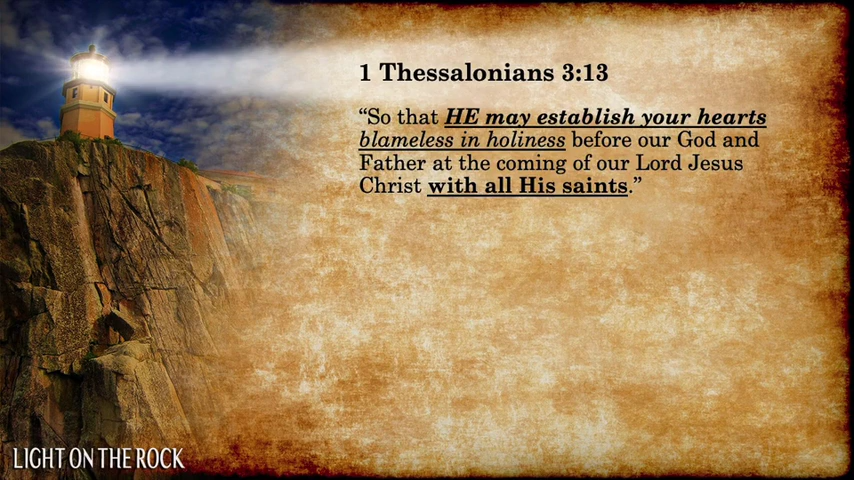 1 Thessalonians 3:13
“So that HE may establish your hearts
blameless in holiness before our God and
Father at the coming of our Lord Jesus
Christ with all His saints.”
LIGHT ON THE ROCK